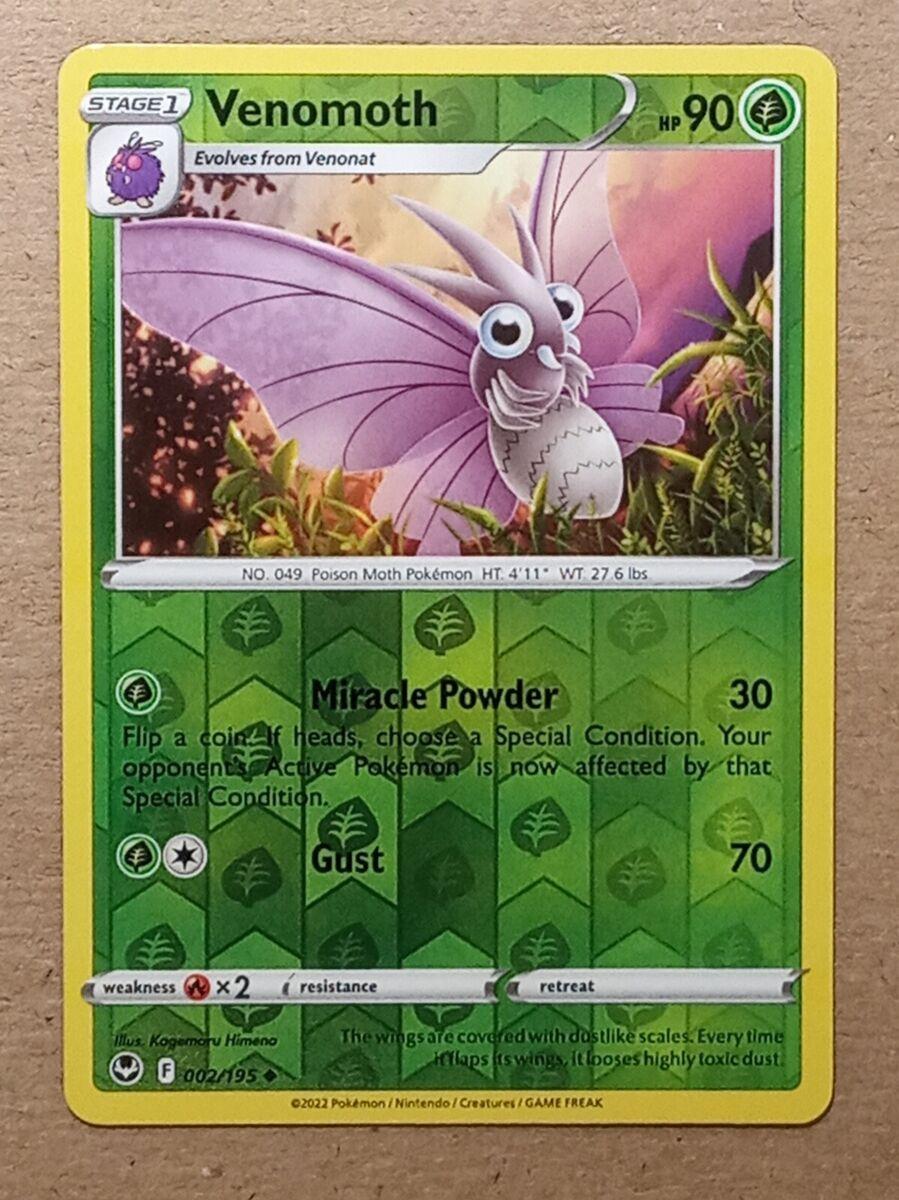 STAGE 1
Venomoth
HP 90
Evolves from Venonat
NO. 049 Poison Moth Pokémon HT: 4'11" WT: 27.6 lbs
Miracle Powder 30
Flip a coin. If heads, choose a Special Condition. Your
opponent's Active Pokémon is now affected by that
Special Condition.
Gust 70
weakness ×2 resistance retreat
Illus. Kagemaru Himeno
The wings are covered with dustlike scales. Every time
it flaps its wings, it looses highly toxic dust.
F 002/195
©2022 Pokémon / Nintendo / Creatures / GAME FREAK